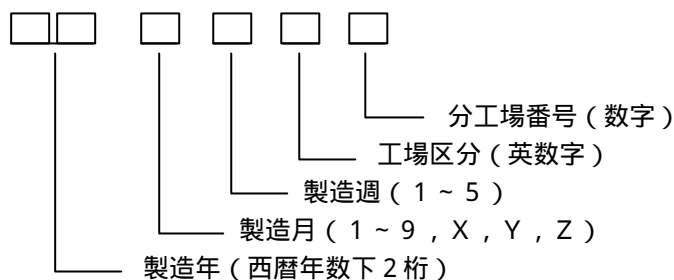 分工場番号 ( 数字 )
工場区分 ( 英数字 )
製造週 ( 1 ~ 5 )
製造月 ( 1 ~ 9 , X , Y , Z )
製造年 ( 西暦年数下 2 桁 )